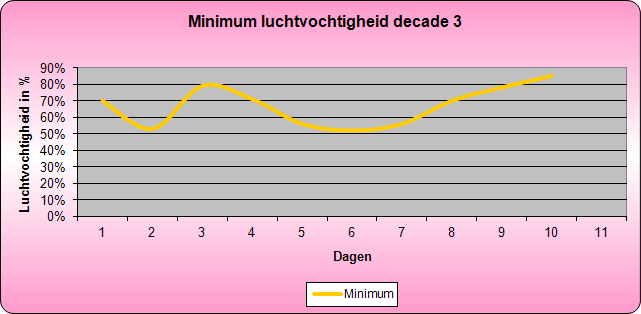 Minimum luchtvochtigheid decade 3
Luchtvochtigheid in %
90%
80%
70%
60%
50%
40%
30%
20%
10%
0%
1 2 3 4 5 6 7 8 9 10 11
Dagen
Minimum